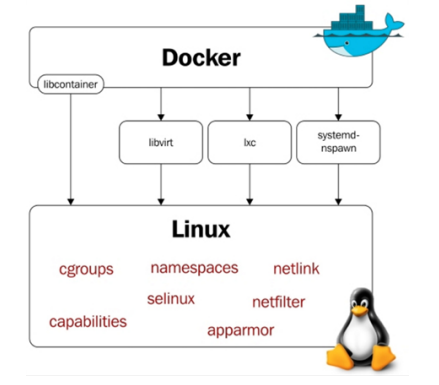 Docker
libcontainer
libvirt
lxc
systemd-
nspawn
Linux
cgroups
namespaces
netlink
selinux
netfilter
capabilities
apparmor